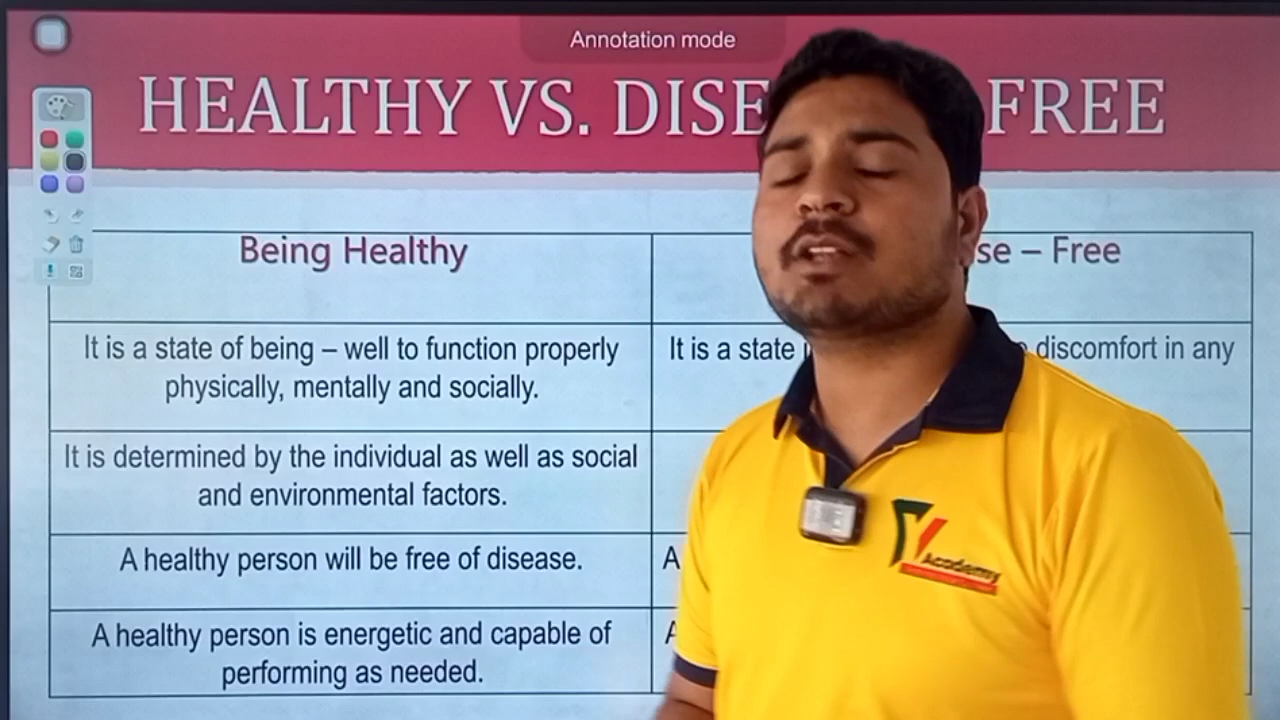 Annotation mode
HEALTHY VS. DISE FREE
Being Healthy
se – Free
It is a state of being – well to function properly
physically, mentally and socially.
It is a state discomfort in any
It is determined by the individual as well as social
and environmental factors.
A healthy person will be free of disease.
A
A healthy person is energetic and capable of
performing as needed.
A
Academy